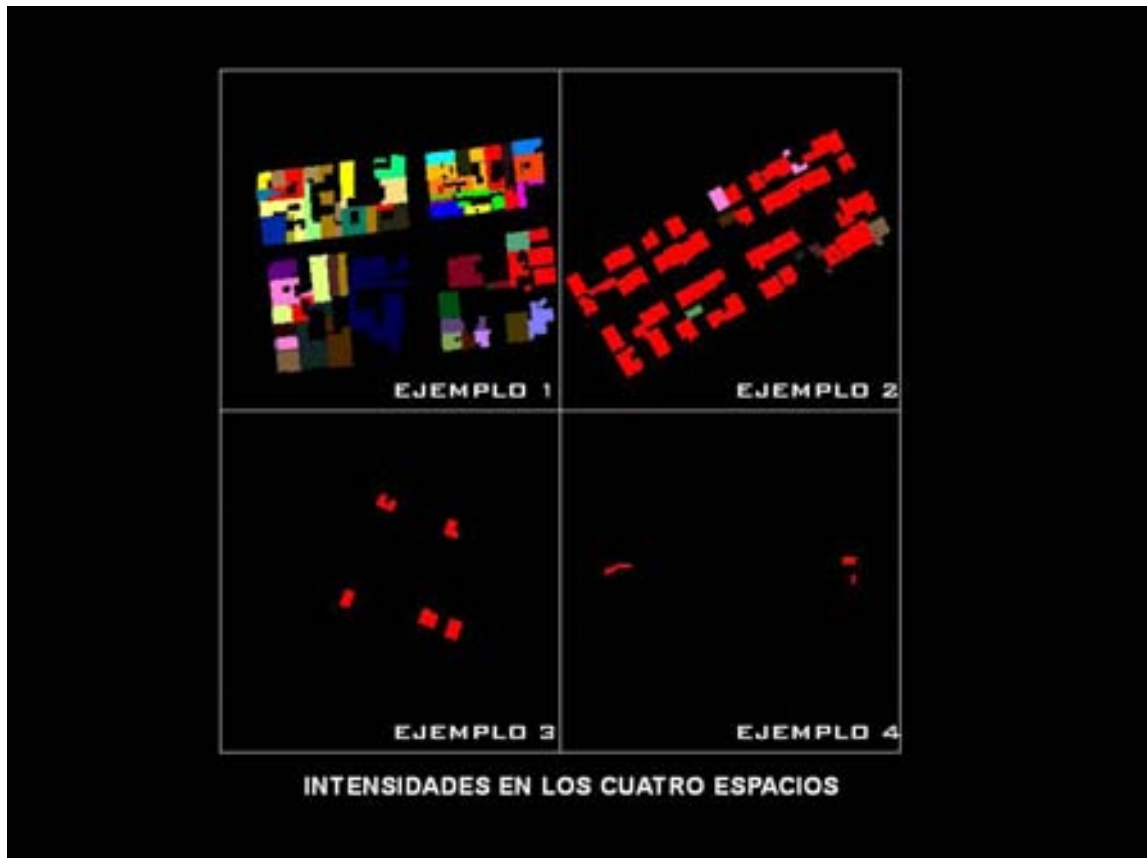 EJEMPLO 1
EJEMPLO 2
EJEMPLO 3
EJEMPLO 4
INTENSIDADES EN LOS CUATRO ESPACIOS